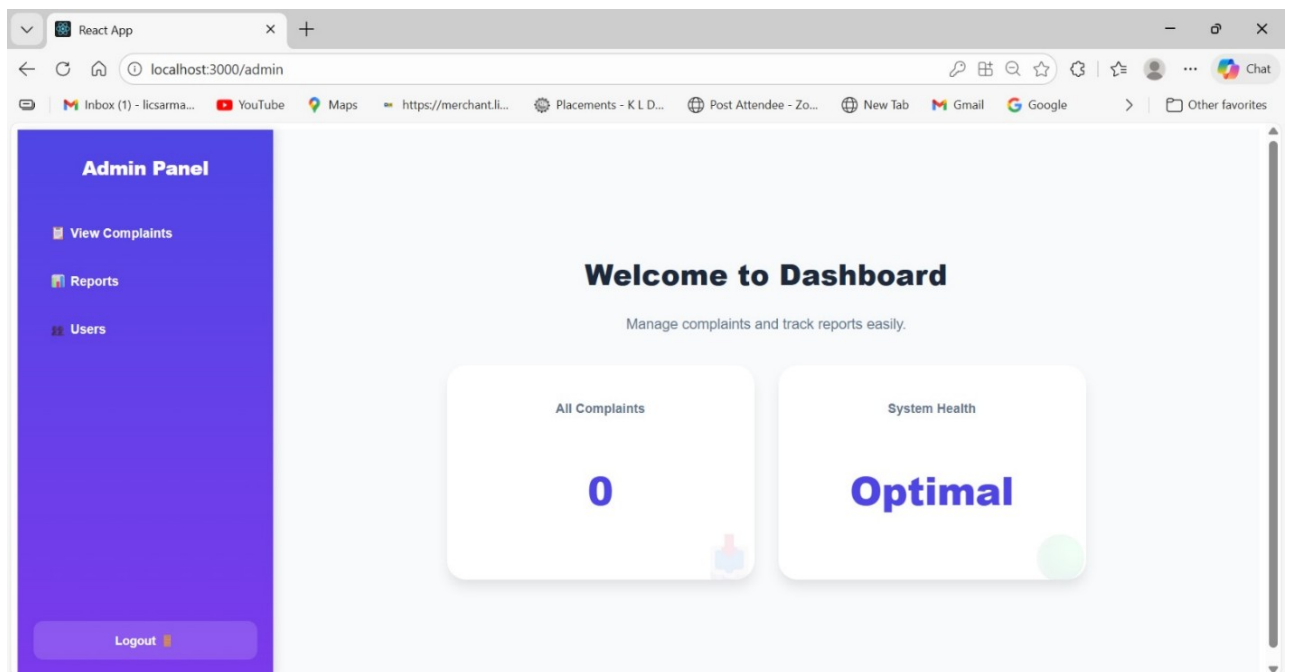 React App
localhost:3000/admin
Chat
Inbox (1) - licsarma...
YouTube
Maps
https://merchant.li...
Placements - K L D...
Post Attendee - Zo...
New Tab
Gmail
Google
Other favorites
Admin Panel
View Complaints
Reports
Users
Logout
Welcome to Dashboard
Manage complaints and track reports easily.
All Complaints
0
System Health
Optimal